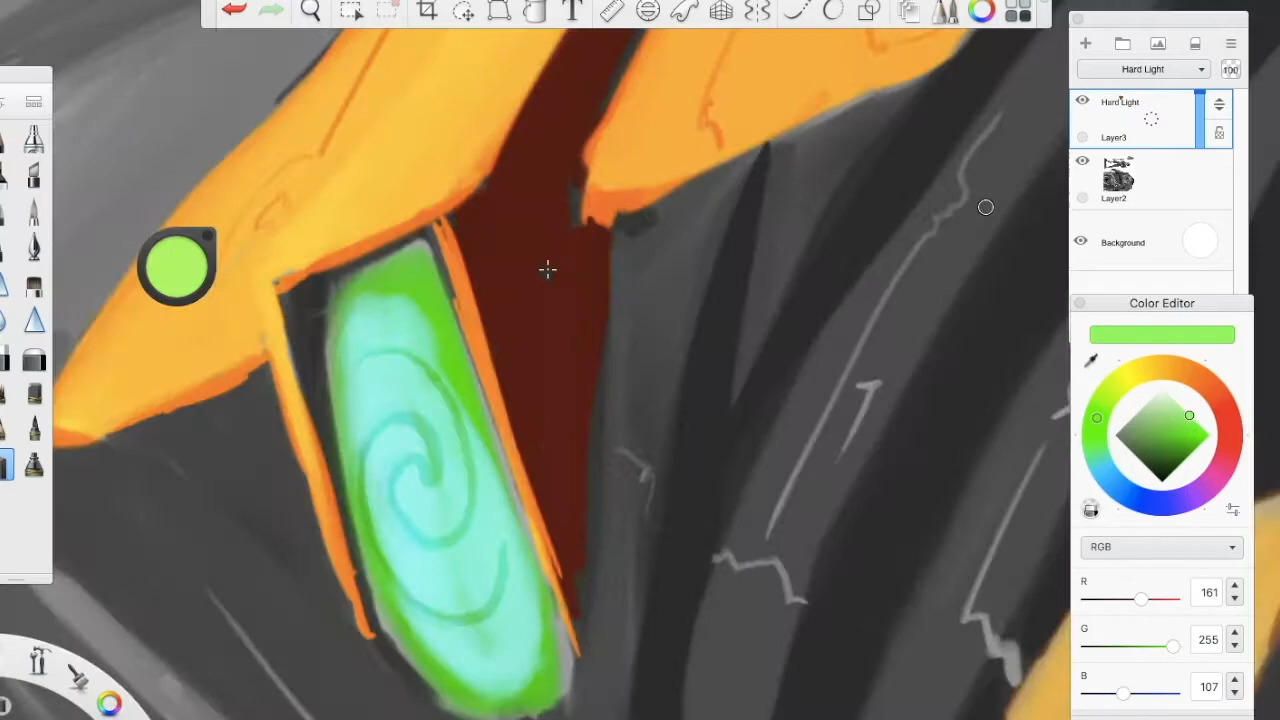 T
Hard Light
100
Hard Light
Layer3
Layer2
Background
Color Editor
RGB
R
161
G
255
B
107